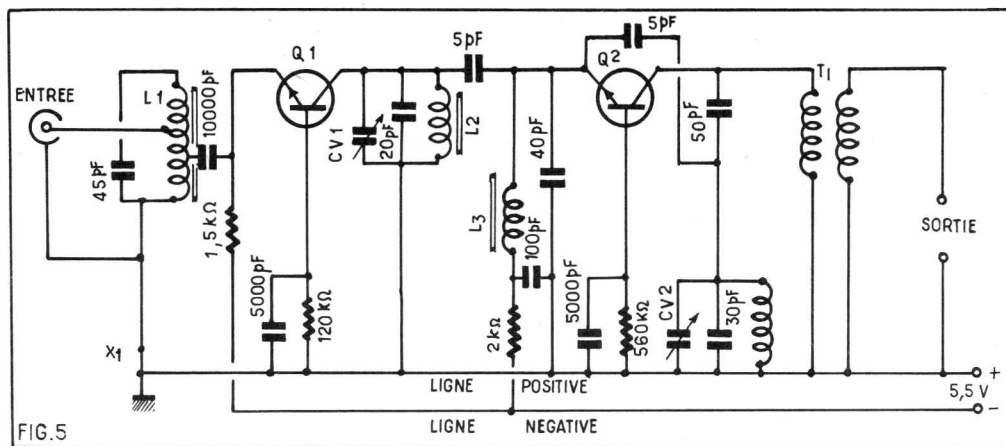 ENTREE
45pF
L1
10000pF
1,5kΩ
X1
Q1
5000pF
120kΩ
CV1
20pF
L2
5pF
L3
100pF
2kΩ
40pF
5pF
Q2
5000pF
560kΩ
50pF
CV2
30pF
T1
SORTIE
LIGNE POSITIVE
+
5,5V
-
LIGNE NEGATIVE
FIG.5